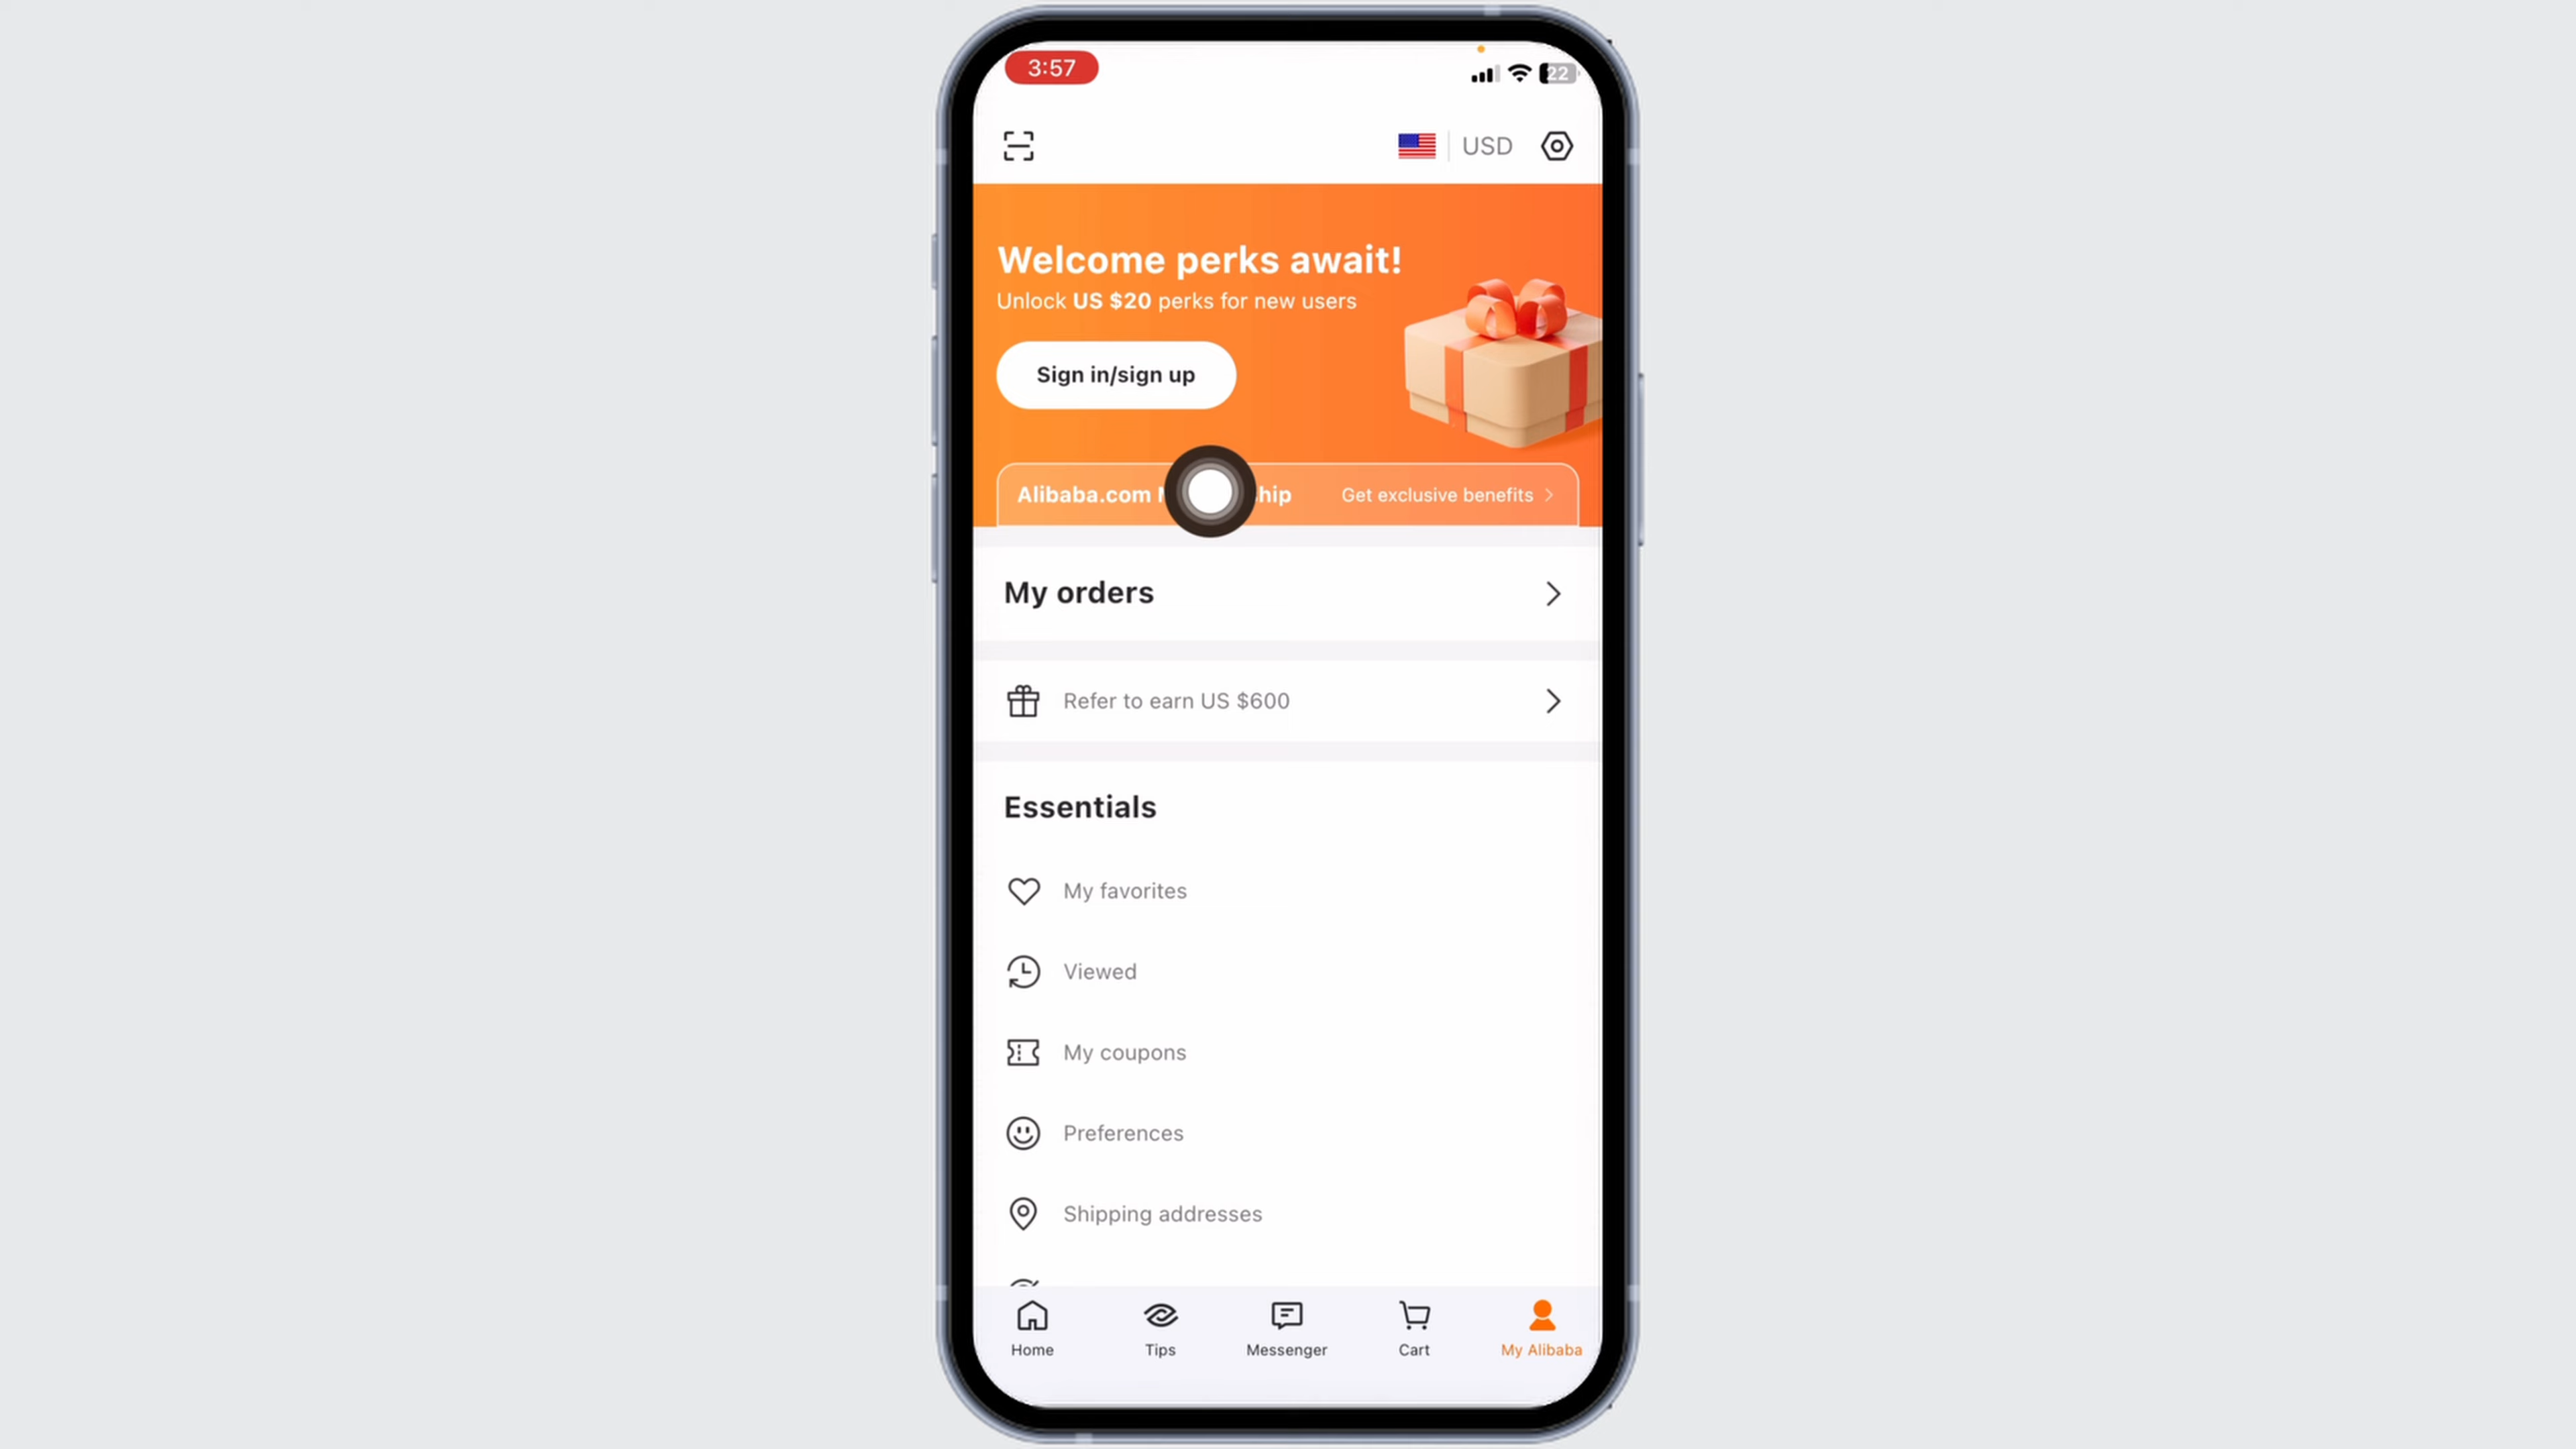 3:57
22
USD
Welcome perks await!
Unlock US $20 perks for new users
Sign in/sign up
Alibaba.com
Get exclusive benefits
My orders
Refer to earn US $600
Essentials
My favorites
Viewed
My coupons
Preferences
Shipping addresses
Home
Tips
Messenger
Cart
My Alibaba